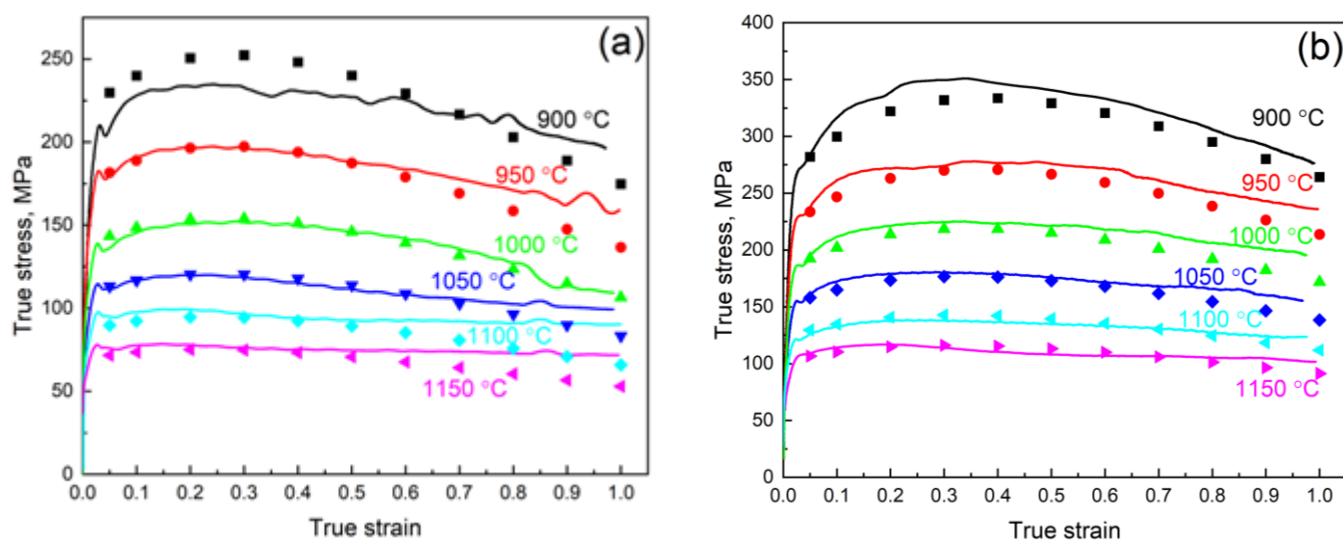 (a)
True stress, MPa
250
200
150
100
50
0
900 °C
950 °C
1000 °C
1050 °C
1100 °C
1150 °C
0.0 0.1 0.2 0.3 0.4 0.5 0.6 0.7 0.8 0.9 1.0
True strain
(b)
True stress, MPa
400
350
300
250
200
150
100
50
0
900 °C
950 °C
1000 °C
1050 °C
1100 °C
1150 °C
0.0 0.1 0.2 0.3 0.4 0.5 0.6 0.7 0.8 0.9 1.0
True strain